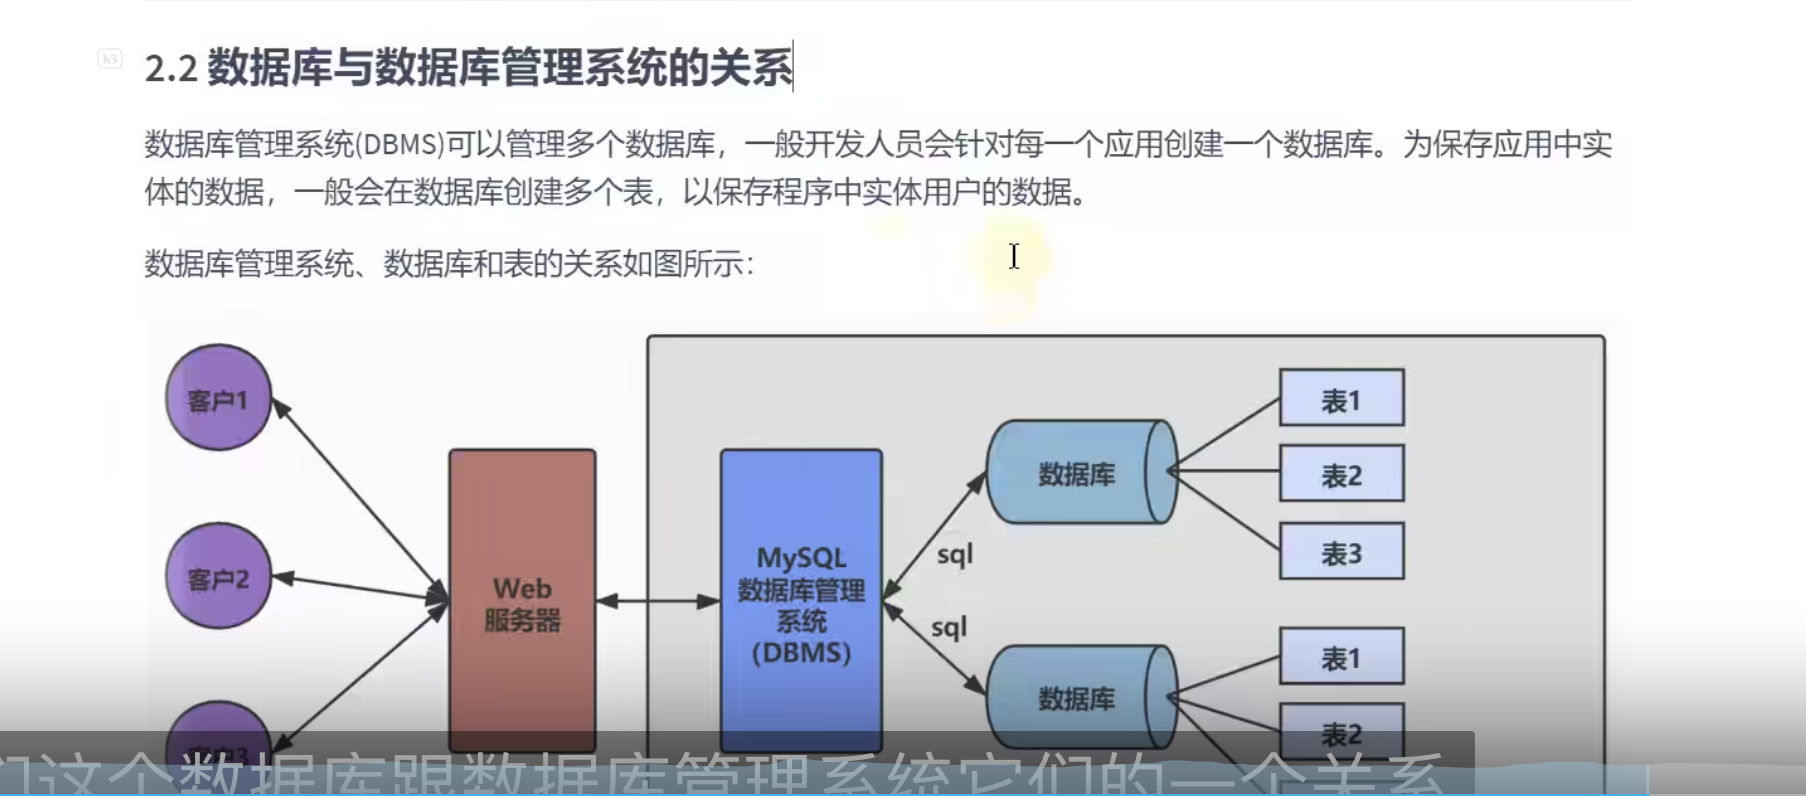 h3
2.2 数据库与数据库管理系统的关系
数据库管理系统(DBMS)可以管理多个数据库，一般开发人员会针对每一个应用创建一个数据库。为保存应用中实
体的数据，一般会在数据库创建多个表，以保存程序中实体用户的数据。
数据库管理系统、数据库和表的关系如图所示：
客户1
客户2
客户3
Web
服务器
MySQL
数据库管理
系统
(DBMS)
sql
sql
数据库
表1
表2
表3
数据库
表1
表2
们这个数据库跟数据库管理系统它们的一个关系